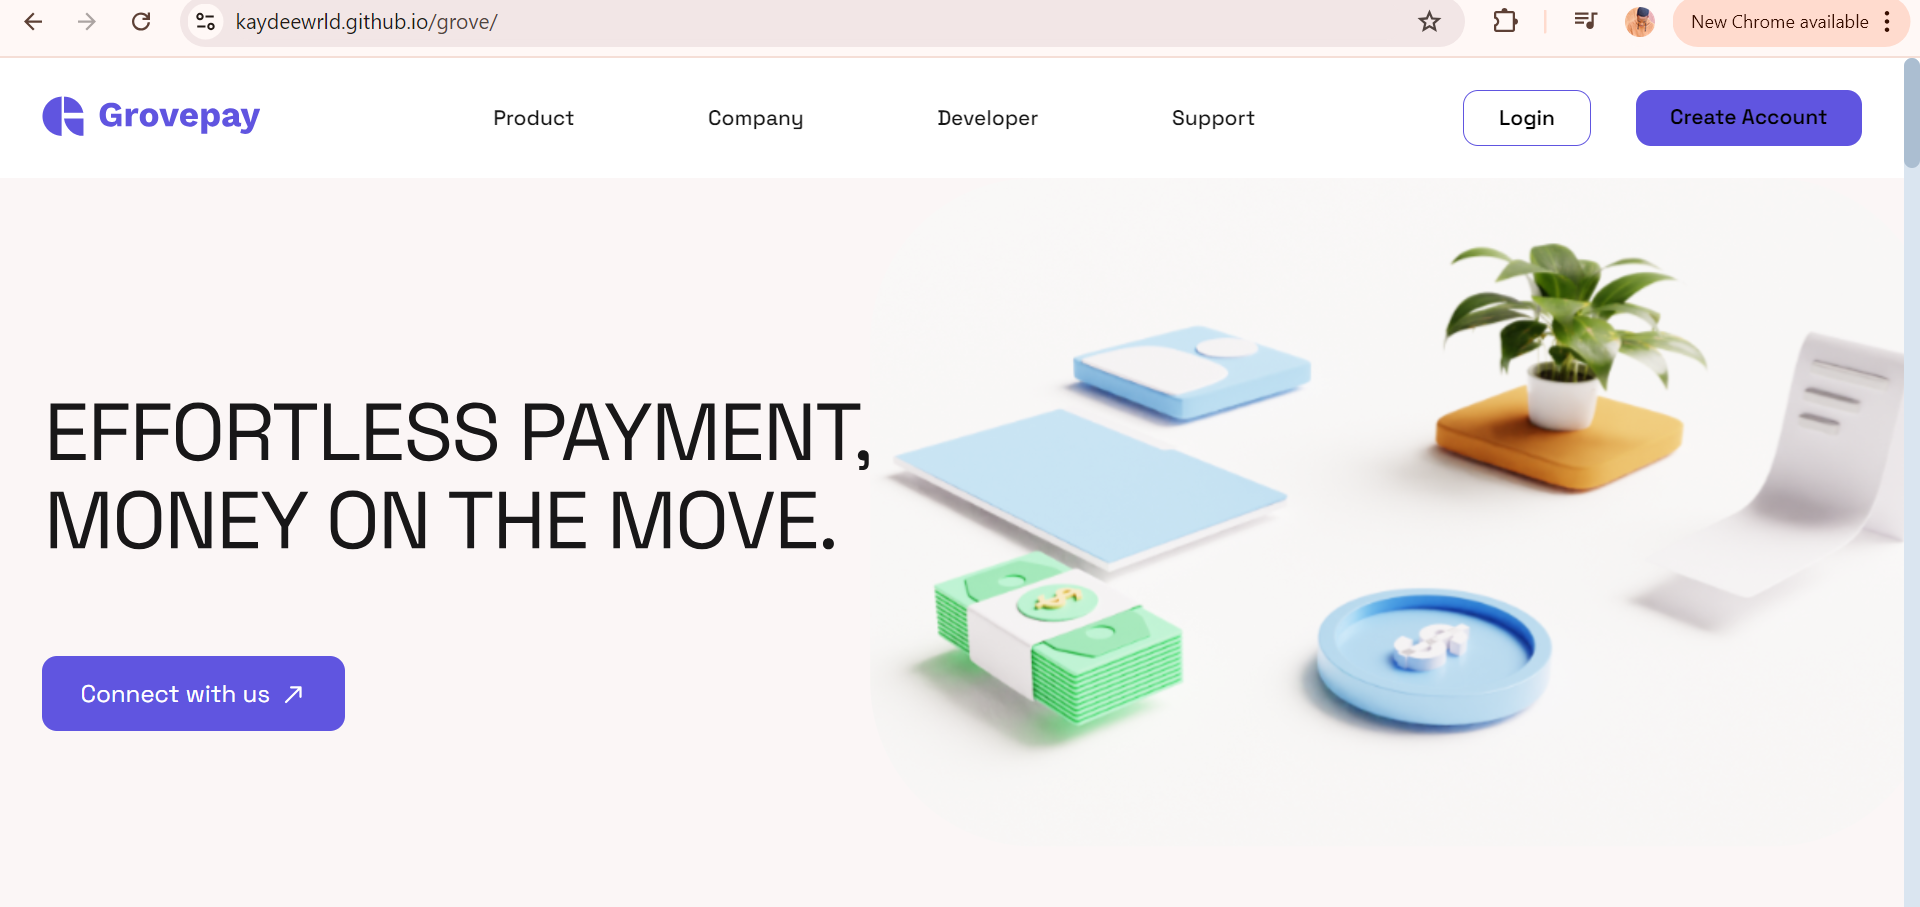 kaydeewrld.github.io/grove/
New Chrome available
Grovepay
Product
Company
Developer
Support
Login
Create Account
EFFORTLESS PAYMENT,
MONEY ON THE MOVE.
$
$
Connect with us ↗